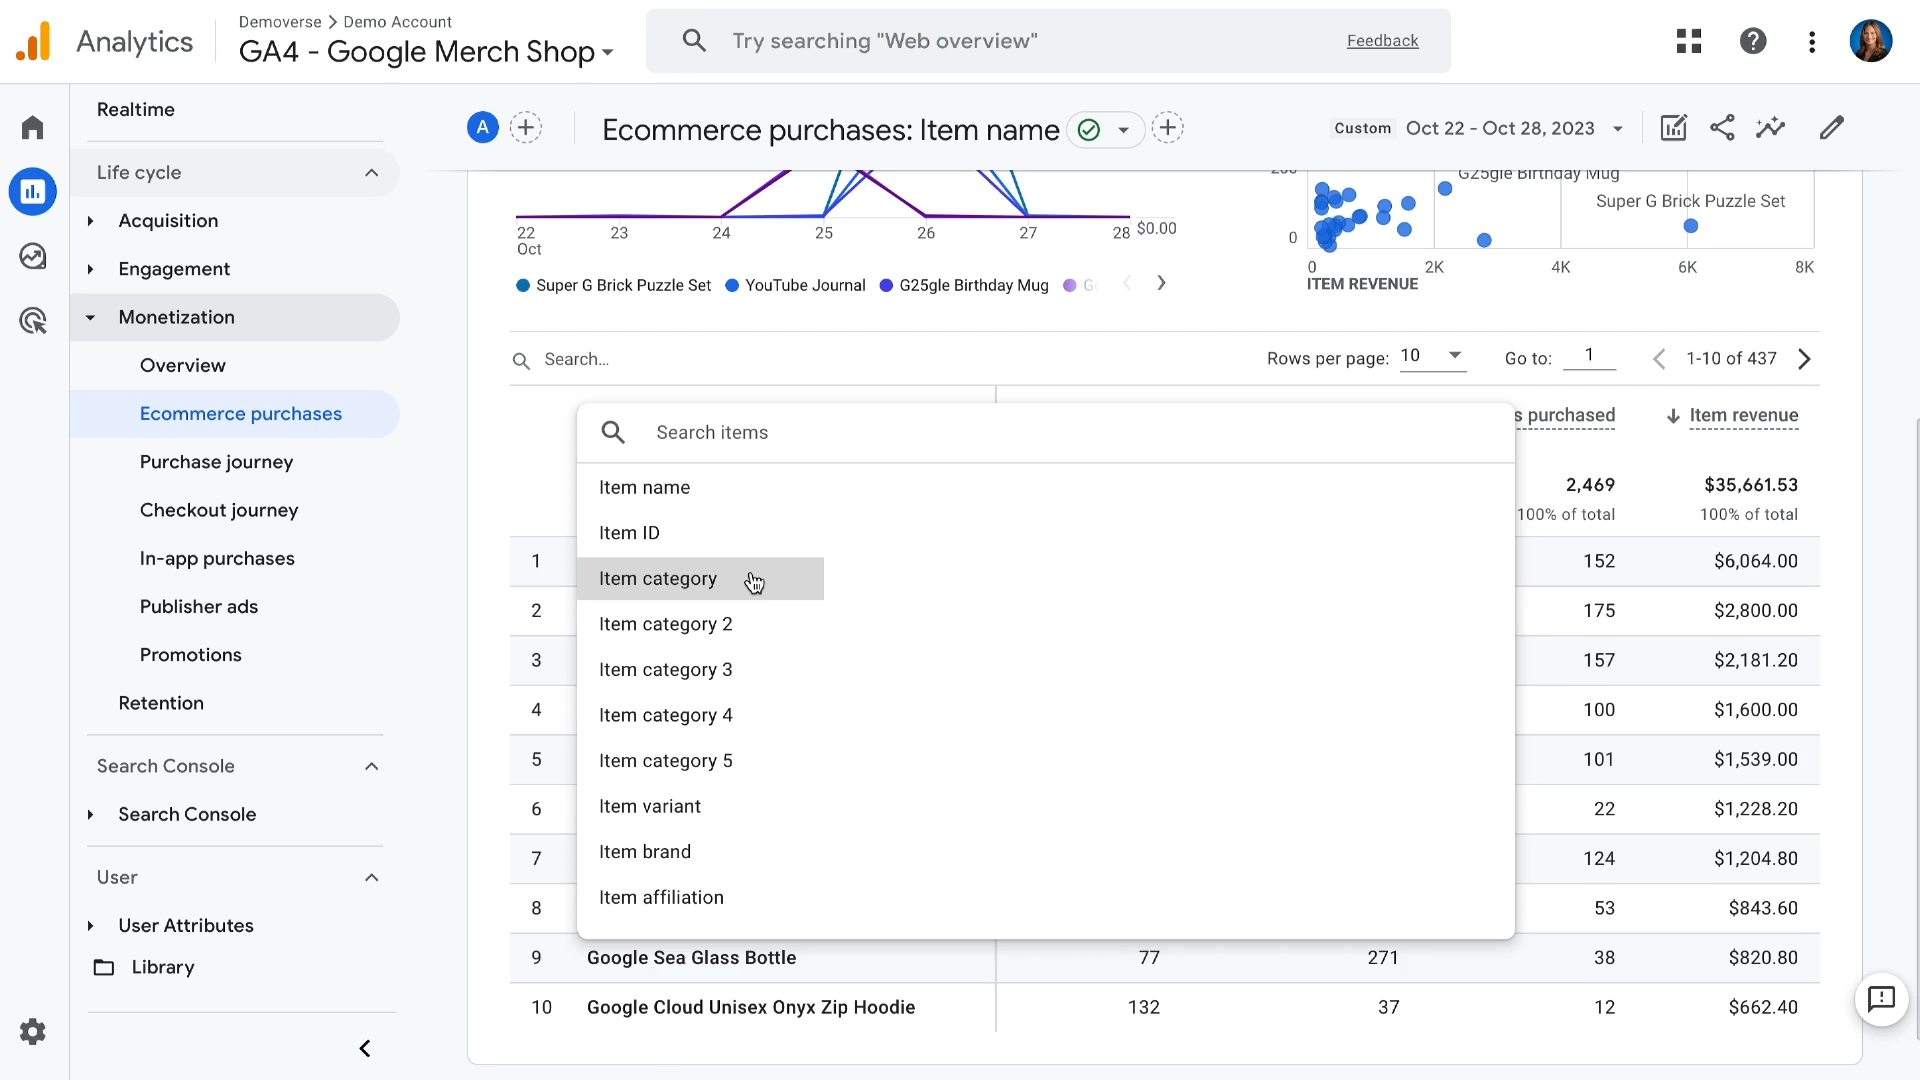 Analytics
Demoverse > Demo Account
GA4 - Google Merch Shop
Try searching "Web overview"
Feedback
Realtime
Life cycle
Acquisition
Engagement
Monetization
Overview
Ecommerce purchases
Purchase journey
Checkout journey
In-app purchases
Publisher ads
Promotions
Retention
Search Console
Search Console
User
User Attributes
Library
A
Ecommerce purchases: Item name
Custom Oct 22 - Oct 28, 2023
22 23 24 25 26 27 28 $0.00
Oct
Super G Brick Puzzle Set YouTube Journal G25gle Birthday Mug
G25gle Birthday Mug
Super G Brick Puzzle Set
0
0 2K 4K 6K 8K
ITEM REVENUE
Search...
Rows per page: 10 Go to: 1 1-10 of 437
s purchased Item revenue
2,469 $35,661.53
100% of total 100% of total
Search items
Item name
Item ID
Item category
Item category 2
Item category 3
Item category 4
Item category 5
Item variant
Item brand
Item affiliation
1 152 $6,064.00
2 175 $2,800.00
3 157 $2,181.20
4 100 $1,600.00
5 101 $1,539.00
6 22 $1,228.20
7 124 $1,204.80
8 53 $843.60
9 Google Sea Glass Bottle 77 271 38 $820.80
10 Google Cloud Unisex Onyx Zip Hoodie 132 37 12 $662.40